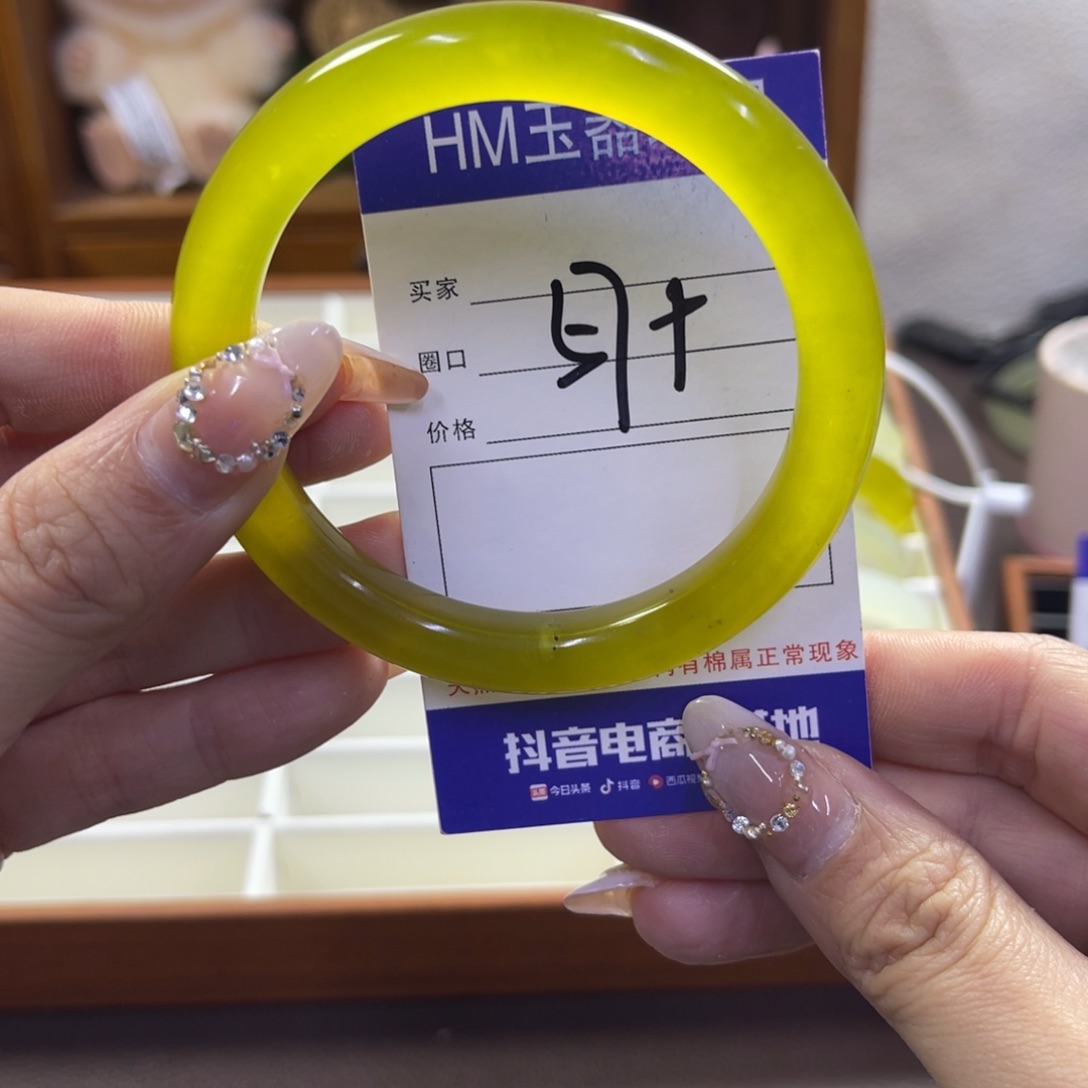 HM玉器
买家
圈口
价格
有棉属正常现象
抖音电商
今日头条 抖音 西瓜视